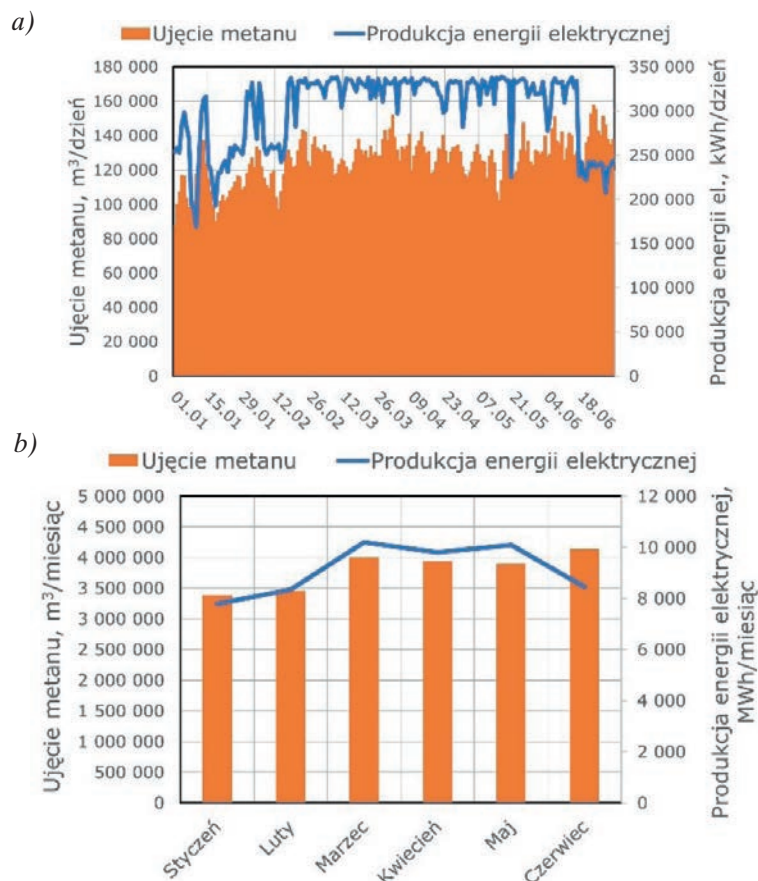 a)
Ujęcie metanu Produkcja energii elektrycznej
Ujęcie metanu, m³/dzień
180 000
160 000
140 000
120 000
100 000
80 000
60 000
40 000
20 000
0
350 000
300 000
250 000
200 000
150 000
100 000
50 000
0
Produkcja energii el., kWh/dzień
01.01
15.01
29.01
12.02
26.02
12.03
26.03
09.04
23.04
07.05
21.05
04.06
18.06
b)
Ujęcie metanu Produkcja energii elektrycznej
Ujęcie metanu, m³/miesiąc
5 000 000
4 500 000
4 000 000
3 500 000
3 000 000
2 500 000
2 000 000
1 500 000
1 000 000
500 000
0
12 000
10 000
8 000
6 000
4 000
2 000
0
Produkcja energii elektrycznej,
MWh/miesiąc
Styczeń
Luty
Marzec
Kwiecień
Maj
Czerwiec